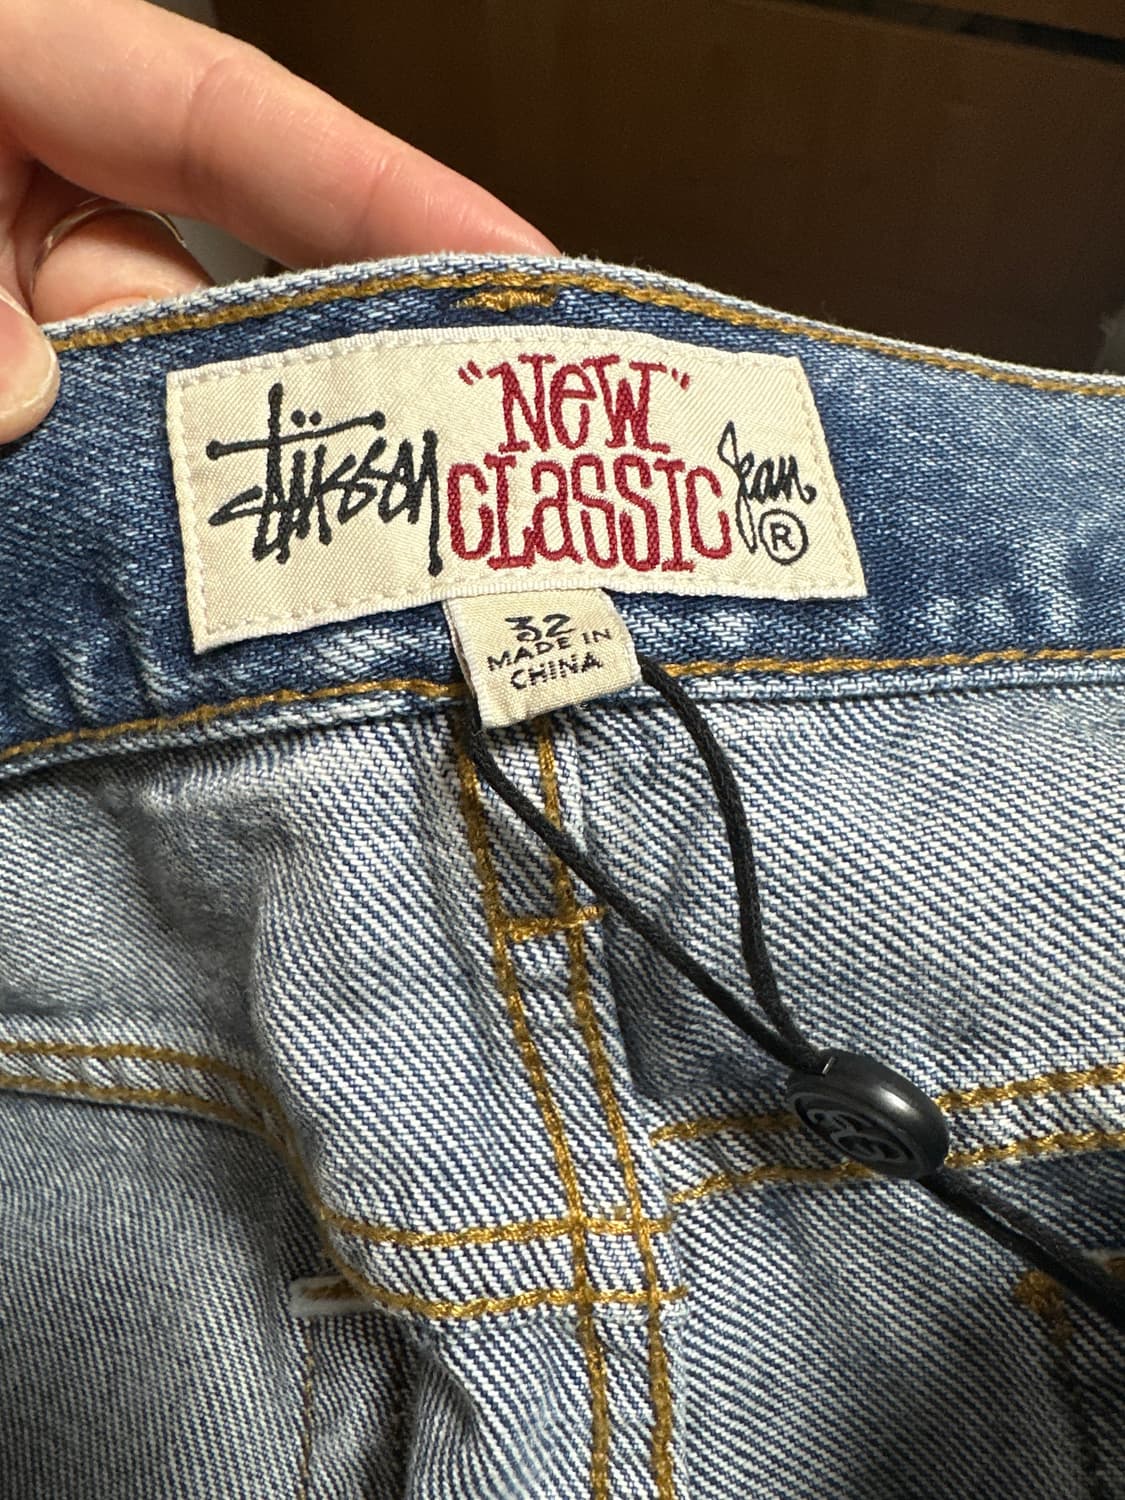 Stüssy "NeW" CLaSSIC Jean ®
32
MADE IN
CHINA